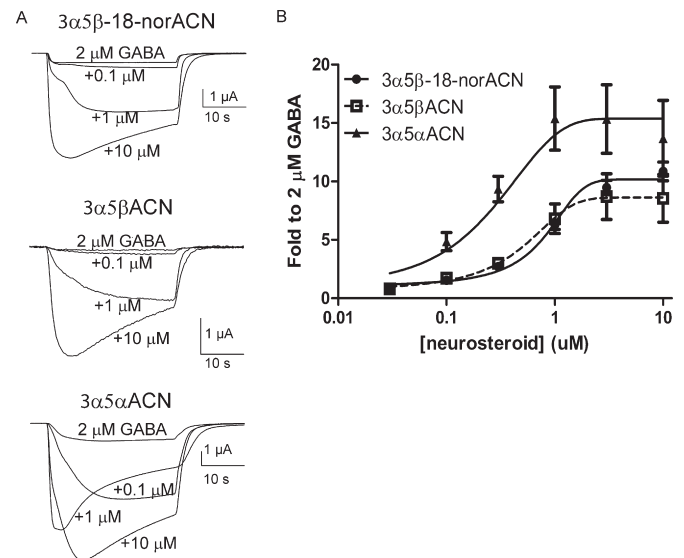 A
3α5β-18-norACN
2 μM GABA
+0.1 μM
+1 μM
+10 μM
1 μA
10 s
3α5βACN
2 μM GABA
+0.1 μM
+1 μM
+10 μM
1 μA
10 s
3α5αACN
2 μM GABA
+0.1 μM
+1 μM
+10 μM
1 μA
10 s
B
3α5β-18-norACN
3α5βACN
3α5αACN
Fold to 2 μM GABA
20
15
10
5
0
0.01
0.1
1
10
[neurosteroid] (uM)